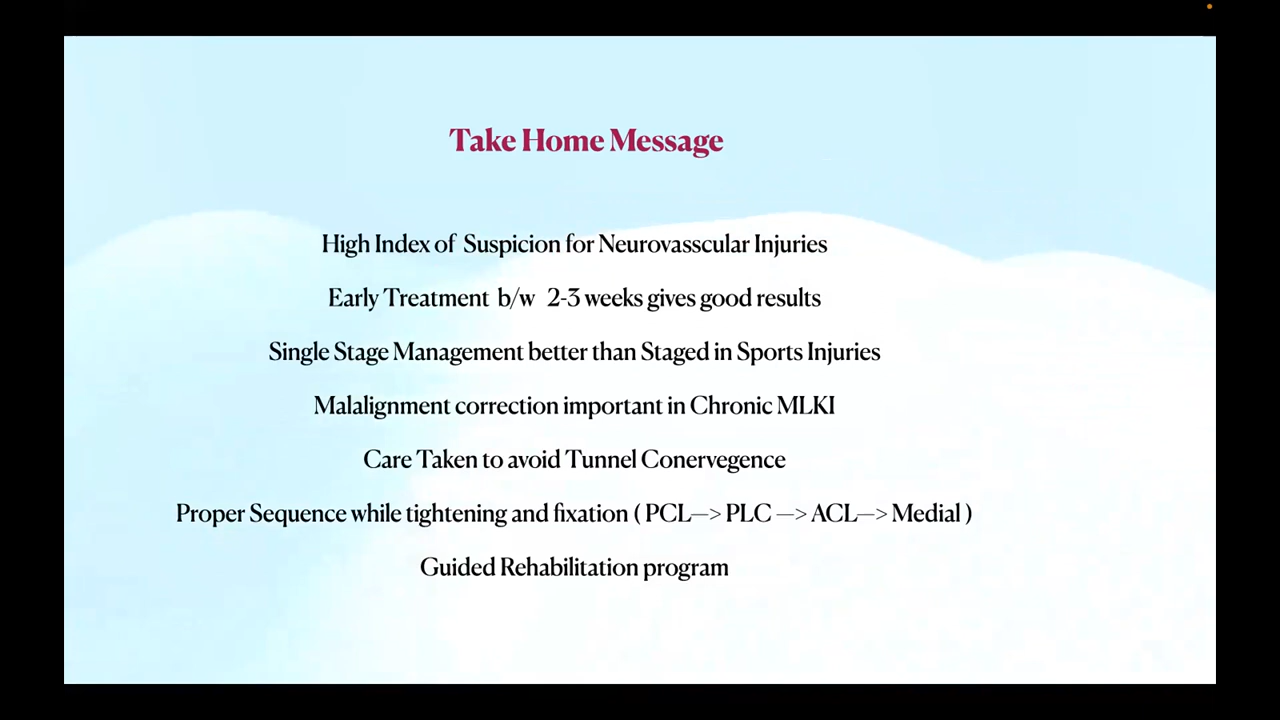 Take Home Message
High Index of Suspicion for Neurovasscular Injuries
Early Treatment b/w 2-3 weeks gives good results
Single Stage Management better than Staged in Sports Injuries
Malalignment correction important in Chronic MLKI
Care Taken to avoid Tunnel Conervegence
Proper Sequence while tightening and fixation ( PCL—> PLC —> ACL—> Medial )
Guided Rehabilitation program